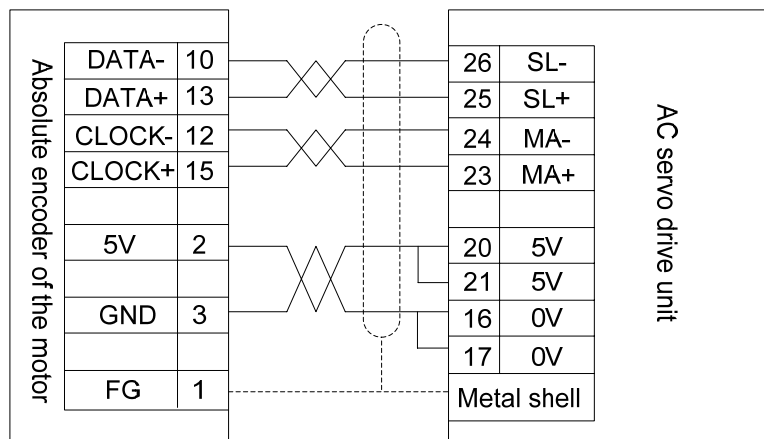 Absolute encoder of the motor
DATA- 10
DATA+ 13
CLOCK- 12
CLOCK+ 15
5V 2
GND 3
FG 1
26 SL-
25 SL+
24 MA-
23 MA+
20 5V
21 5V
16 0V
17 0V
Metal shell
AC servo drive unit